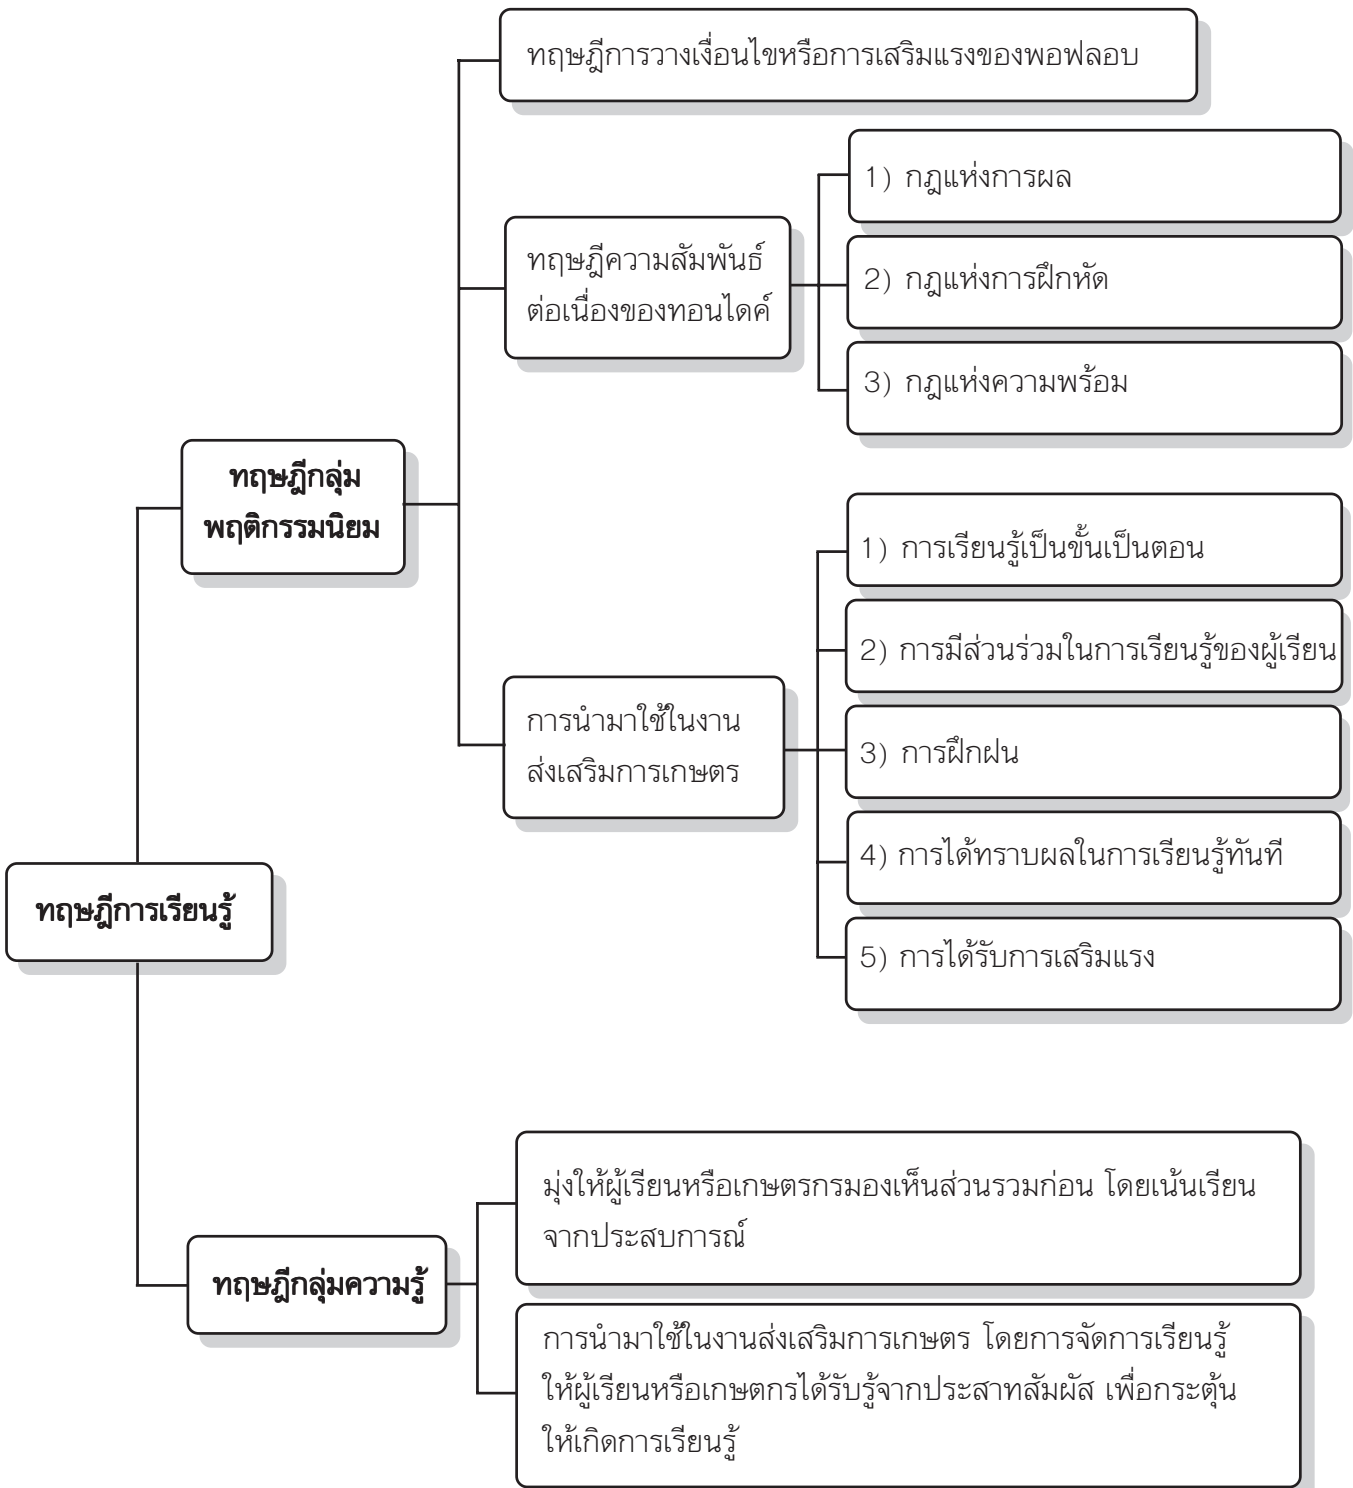 ทฤษฎีการวางเงื่อนไขหรือการเสริมแรงของพอฟลอบ
1) กฎแห่งการผล
ทฤษฎีความสัมพันธ์
ต่อเนื่องของทอนไดค์
2) กฎแห่งการฝึกหัด
3) กฎแห่งความพร้อม
ทฤษฎีกลุ่ม
พฤติกรรมนิยม
1) การเรียนรู้เป็นขั้นเป็นตอน
2) การมีส่วนร่วมในการเรียนรู้ของผู้เรียน
การนำมาใช้ในงาน
ส่งเสริมการเกษตร
3) การฝึกฝน
4) การได้ทราบผลในการเรียนรู้ทันที
5) การได้รับการเสริมแรง
ทฤษฎีการเรียนรู้
ทฤษฎีกลุ่มความรู้
มุ่งให้ผู้เรียนหรือเกษตรกรมองเห็นส่วนรวมก่อน โดยเน้นเรียน
จากประสบการณ์
การนำมาใช้ในงานส่งเสริมการเกษตร โดยการจัดการเรียนรู้
ให้ผู้เรียนหรือเกษตกรได้รับรู้จากประสาทสัมผัส เพื่อกระตุ้น
ให้เกิดการเรียนรู้